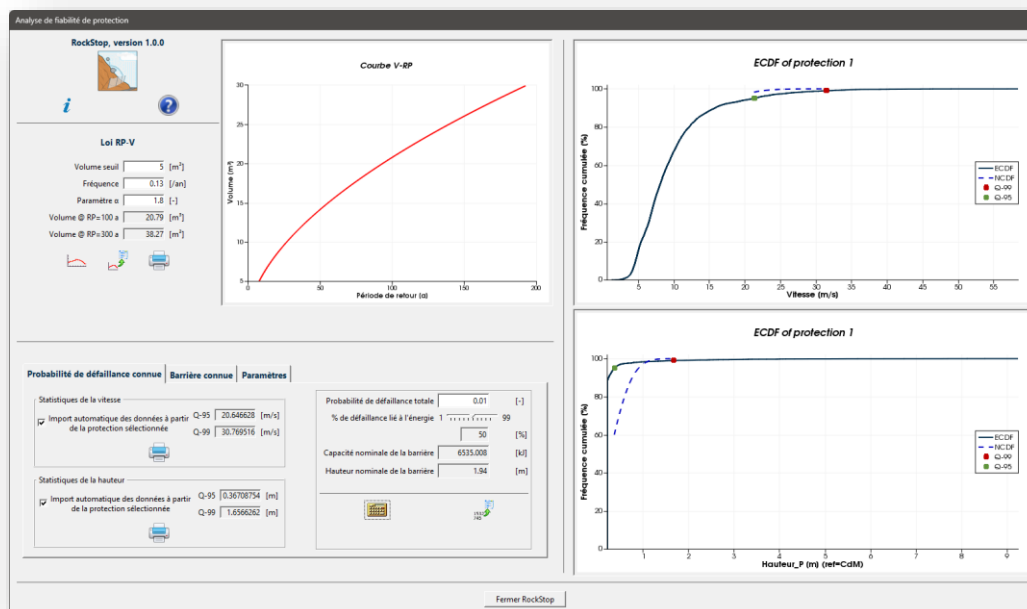 Analyse de fiabilité de protection
RockStop, version 1.0.0
Loi RP-V
Volume seuil 5 [m³]
Fréquence 0.13 [/an]
Paramètre α 1.8 [-]
Volume @ RP=100 a 20.79 [m³]
Volume @ RP=300 a 38.27 [m³]
Courbe V-RP
Volume (m³)
30
25
20
15
10
5
0 50 100 150 200
Période de retour (a)
Probabilité de défaillance connue Barrière connue Paramètres
Statistiques de la vitesse
Import automatique des données à partir
de la protection sélectionnée
Q-95 20.646628 [m/s]
Q-99 30.769516 [m/s]
Statistiques de la hauteur
Import automatique des données à partir
de la protection sélectionnée
Q-95 0.36708754 [m]
Q-99 1.6566262 [m]
Probabilité de défaillance totale 0.01 [-]
% de défaillance lié à l'énergie 1 99
50 [%]
Capacité nominale de la barrière 6535.008 [kJ]
Hauteur nominale de la barrière 1.94 [m]
ECDF of protection 1
Fréquence cumulée (%)
100
80
60
40
20
0
5 10 15 20 25 30 35 40 45 50 55
Vitesse (m/s)
ECDF
NCDF
Q-99
Q-95
ECDF of protection 1
Fréquence cumulée (%)
100
80
60
40
20
0
1 2 3 4 5 6 7 8 9
Hauteur_P (m) (ref=CdM)
ECDF
NCDF
Q-99
Q-95
Fermer RockStop